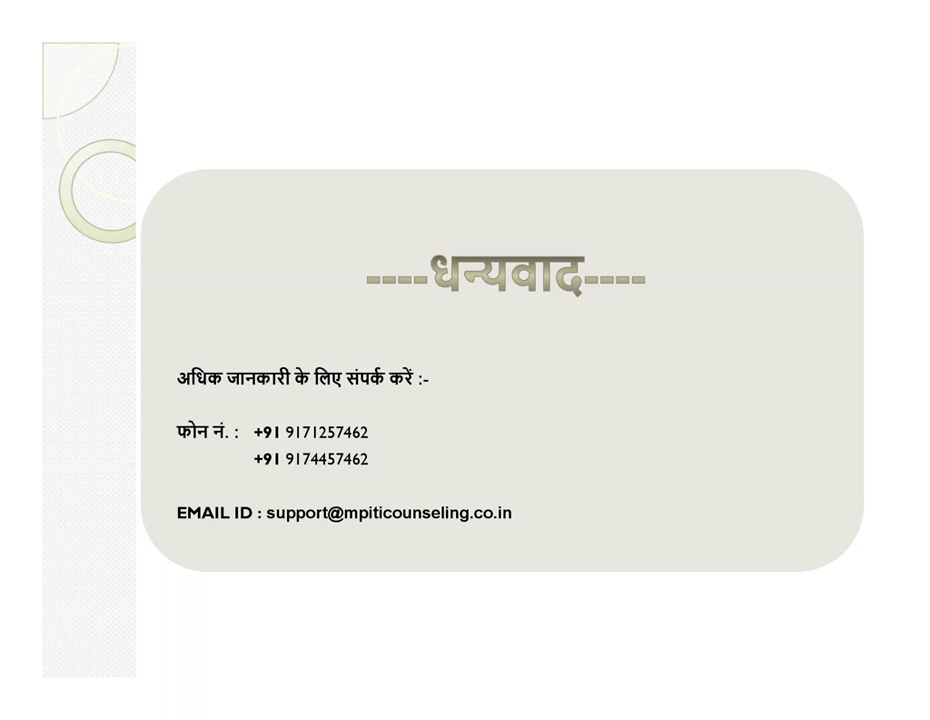 ----धन्यवाद----
अधिक जानकारी के लिए संपर्क करें :-
फोन नं. : +91 9171257462
+91 9174457462
EMAIL ID : support@mpiticounseling.co.in